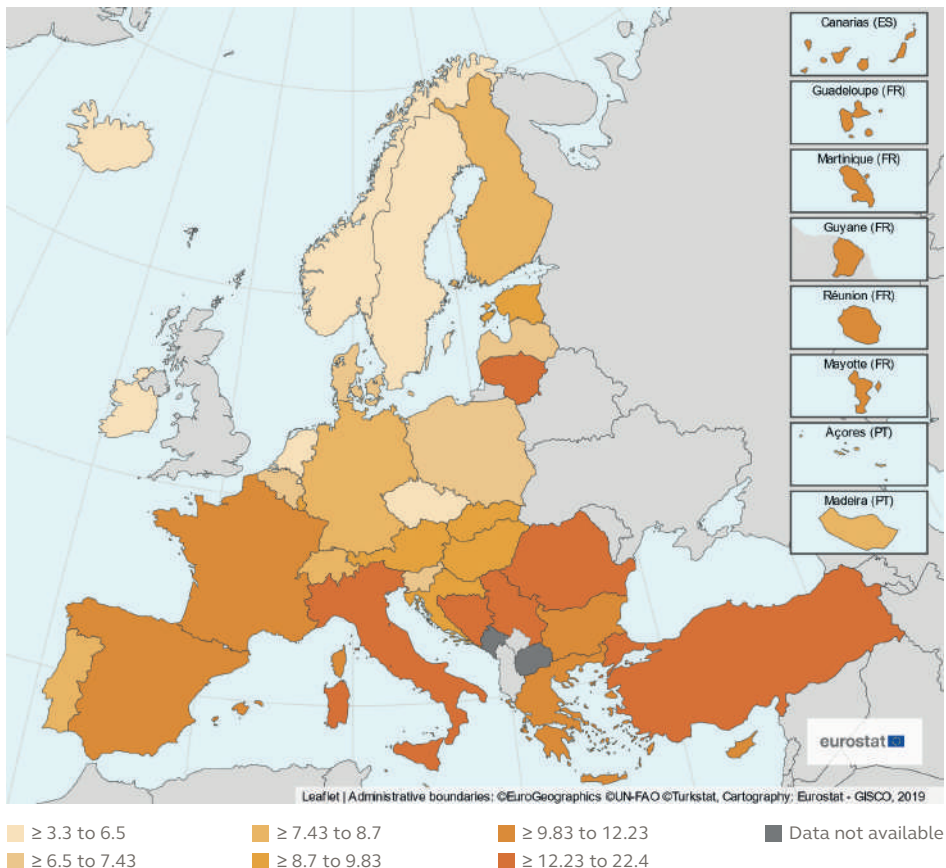 Canarias (ES)
Guadeloupe (FR)
Martinique (FR)
Guyane (FR)
Réunion (FR)
Mayotte (FR)
Açores (PT)
Madeira (PT)
eurostat
Leaflet | Administrative boundaries: ©EuroGeographics ©UN-FAO ©Turkstat, Cartography: Eurostat - GISCO, 2019
≥ 3.3 to 6.5
≥ 7.43 to 8.7
≥ 9.83 to 12.23
Data not available
≥ 6.5 to 7.43
≥ 8.7 to 9.83
≥ 12.23 to 22.4